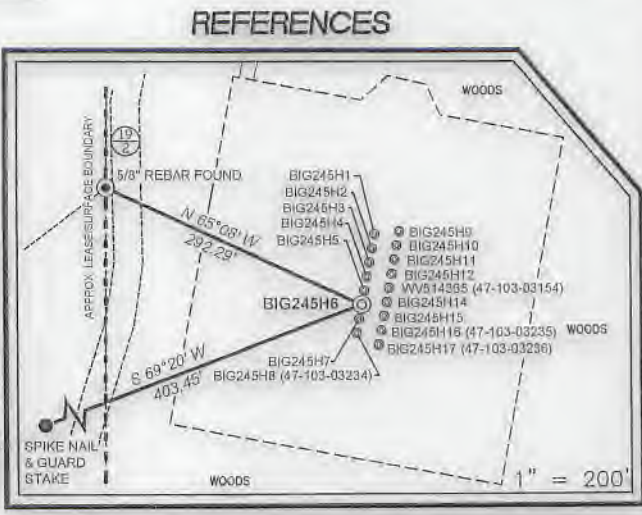 REFERENCES
WOODS
APPROX. LEASE/SURFACE BOUNDARY
19
2
5/8" REBAR FOUND
N 65°08' W
292.29'
BIG245H1
BIG245H2
BIG245H3
BIG245H4
BIG245H5
BIG245H6
BIG245H9
BIG245H10
BIG245H11
BIG245H12
WV514365 (47-103-03154)
BIG245H14
BIG245H15
BIG245H16 (47-103-03235)
WOODS
BIG245H17 (47-103-03236)
BIG245H7
BIG245H8 (47-103-03234)
S 69°20' W
403.45'
SPIKE NAIL
& GUARD
STAKE
WOODS
1" = 200'